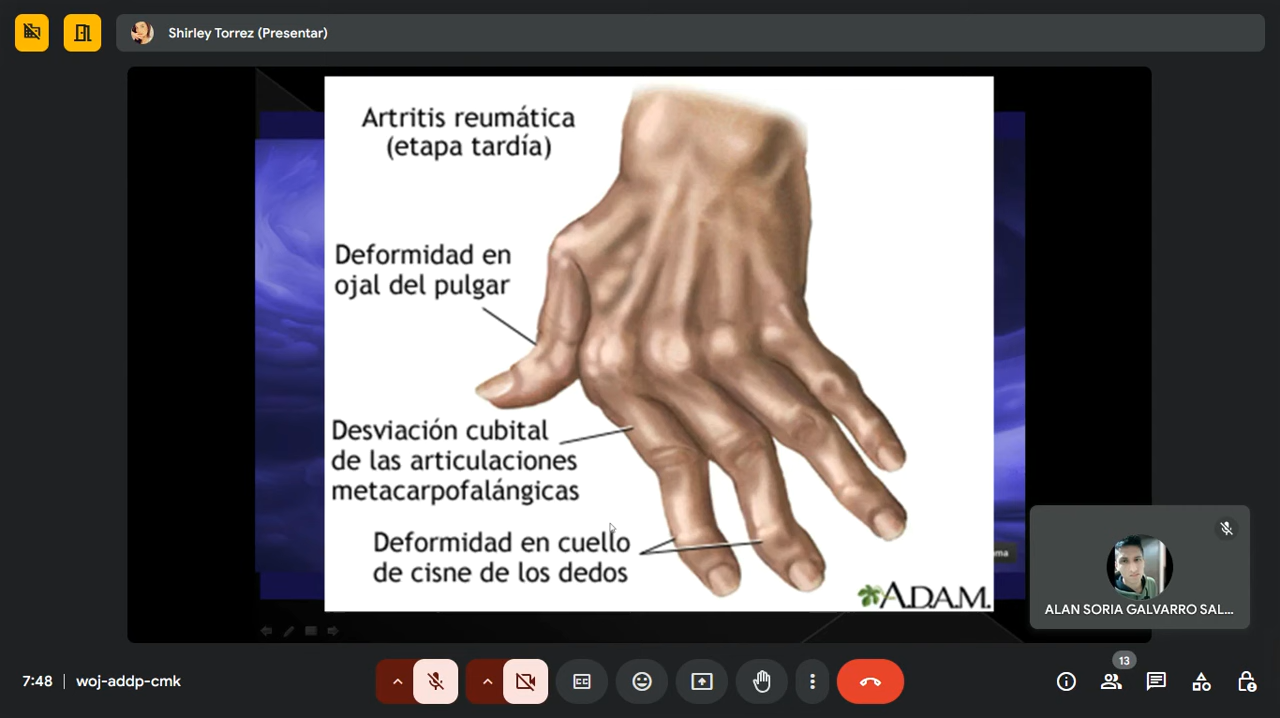 Shirley Torrez (Presentar)
Artritis reumática
(etapa tardía)
Deformidad en
ojal del pulgar
Desviación cubital
de las articulaciones
metacarpofalángicas
Deformidad en cuello
de cisne de los dedos
A.D.A.M.
ALAN SORIA GALVARRO SAL...
7:48 | woj-addp-cmk
13